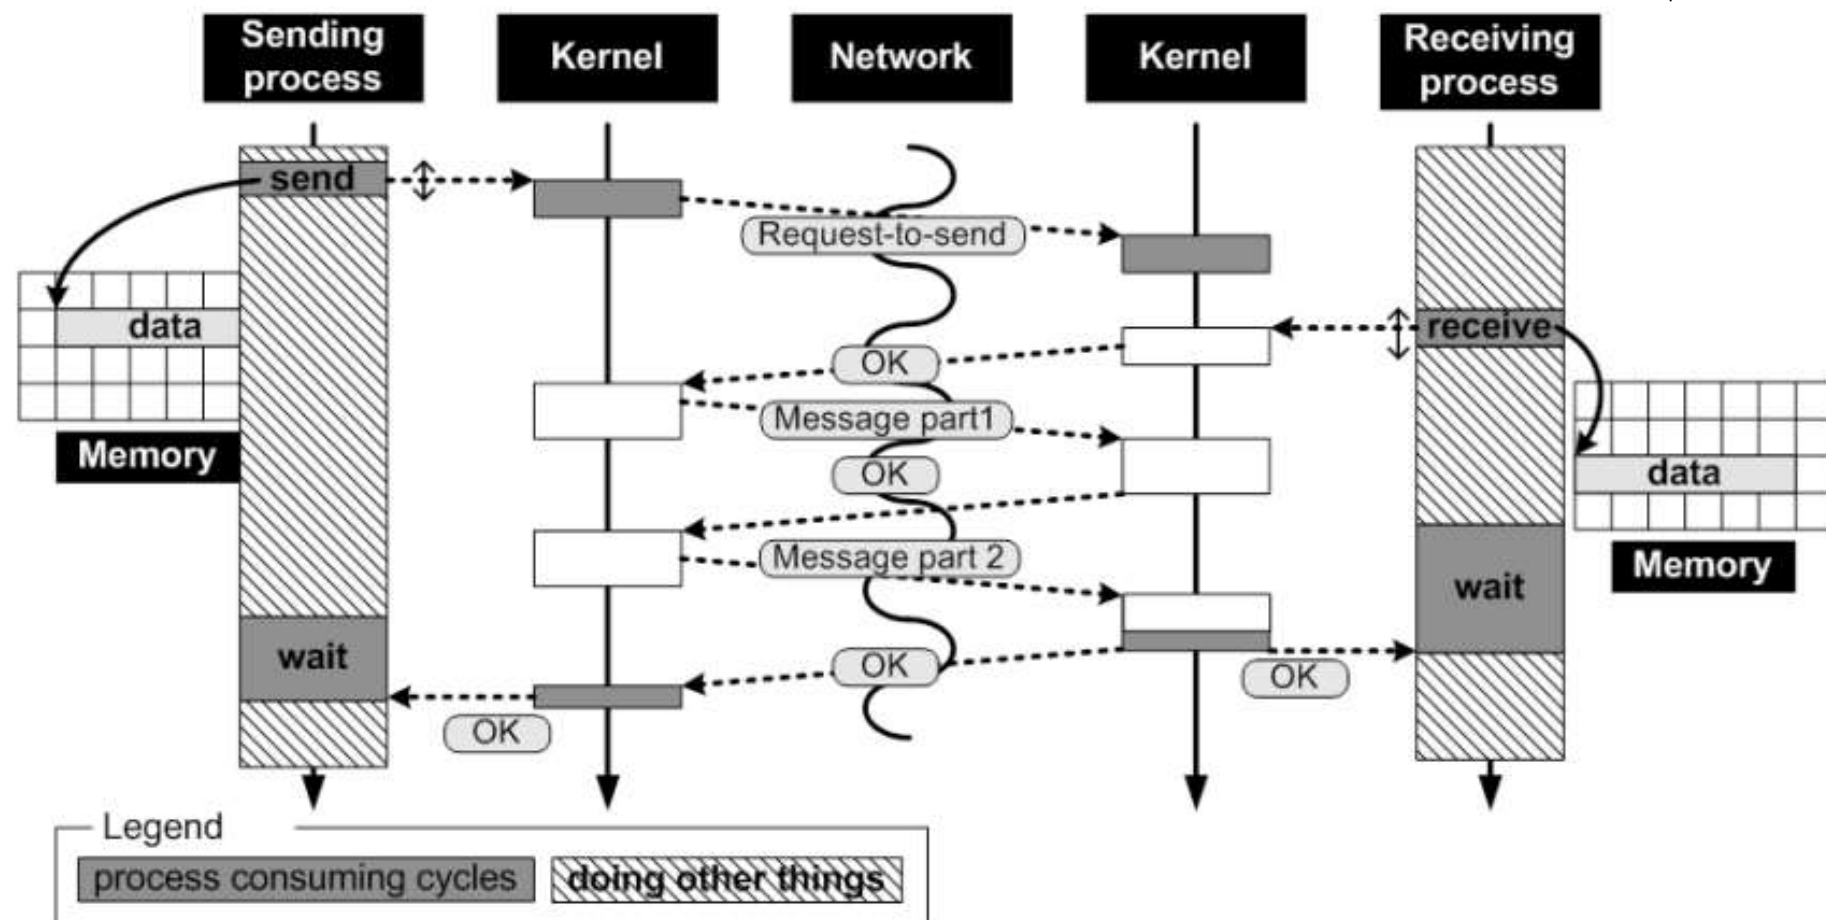 Sending
process
Kernel
Network
Kernel
Receiving
process
send
Request-to-send
data
receive
OK
Message part1
Memory
OK
data
Message part 2
Memory
wait
wait
OK
OK
OK
Legend
process consuming cycles
doing other things